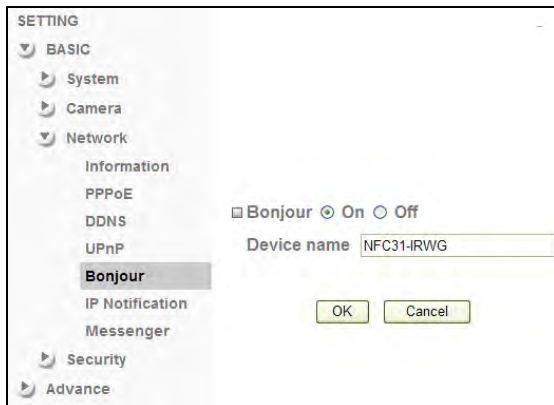 SETTING
BASIC
System
Camera
Network
Information
PPPoE
DDNS
UPnP
Bonjour
IP Notification
Messenger
Security
Advance
Bonjour On Off
Device name NFC31-IRWG
OK Cancel